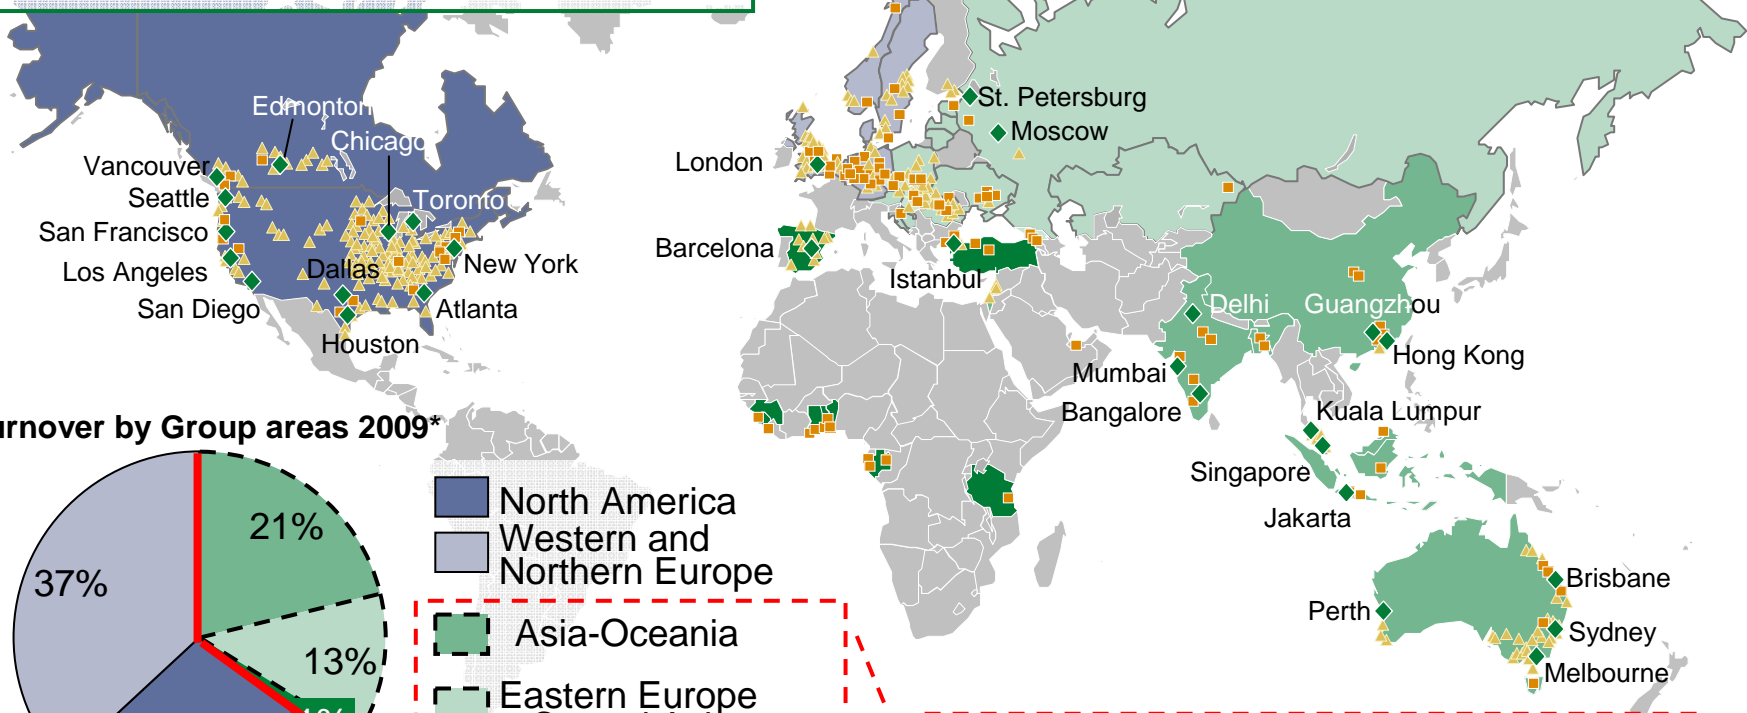 Edmonton
Chicago
Vancouver
Seattle
Toronto
San Francisco
Los Angeles
Dallas
New York
San Diego
Atlanta
Houston
St. Petersburg
Moscow
London
Barcelona
Istanbul
Delhi
Guangzhou
Hong Kong
Mumbai
Bangalore
Kuala Lumpur
Singapore
Jakarta
Brisbane
Perth
Sydney
Melbourne
by Group areas 2009*
21%
37%
13%
North America
Western and
Northern Europe
Asia-Oceania
Eastern Europe